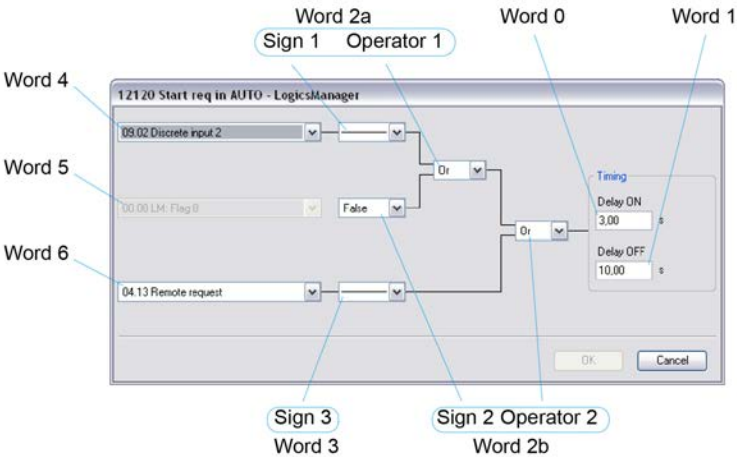 Word 2a
Word 0
Word 1
Sign 1 Operator 1
Word 4
12120 Start req in AUTO - LogicsManager
09.02 Discrete input 2
Or
Word 5
Timing
Delay ON
00.00 LM: Flag 0
False
3,00 s
Or
Delay OFF
Word 6
10,00 s
04.13 Remote request
OK
Cancel
Sign 3
Sign 2 Operator 2
Word 3
Word 2b